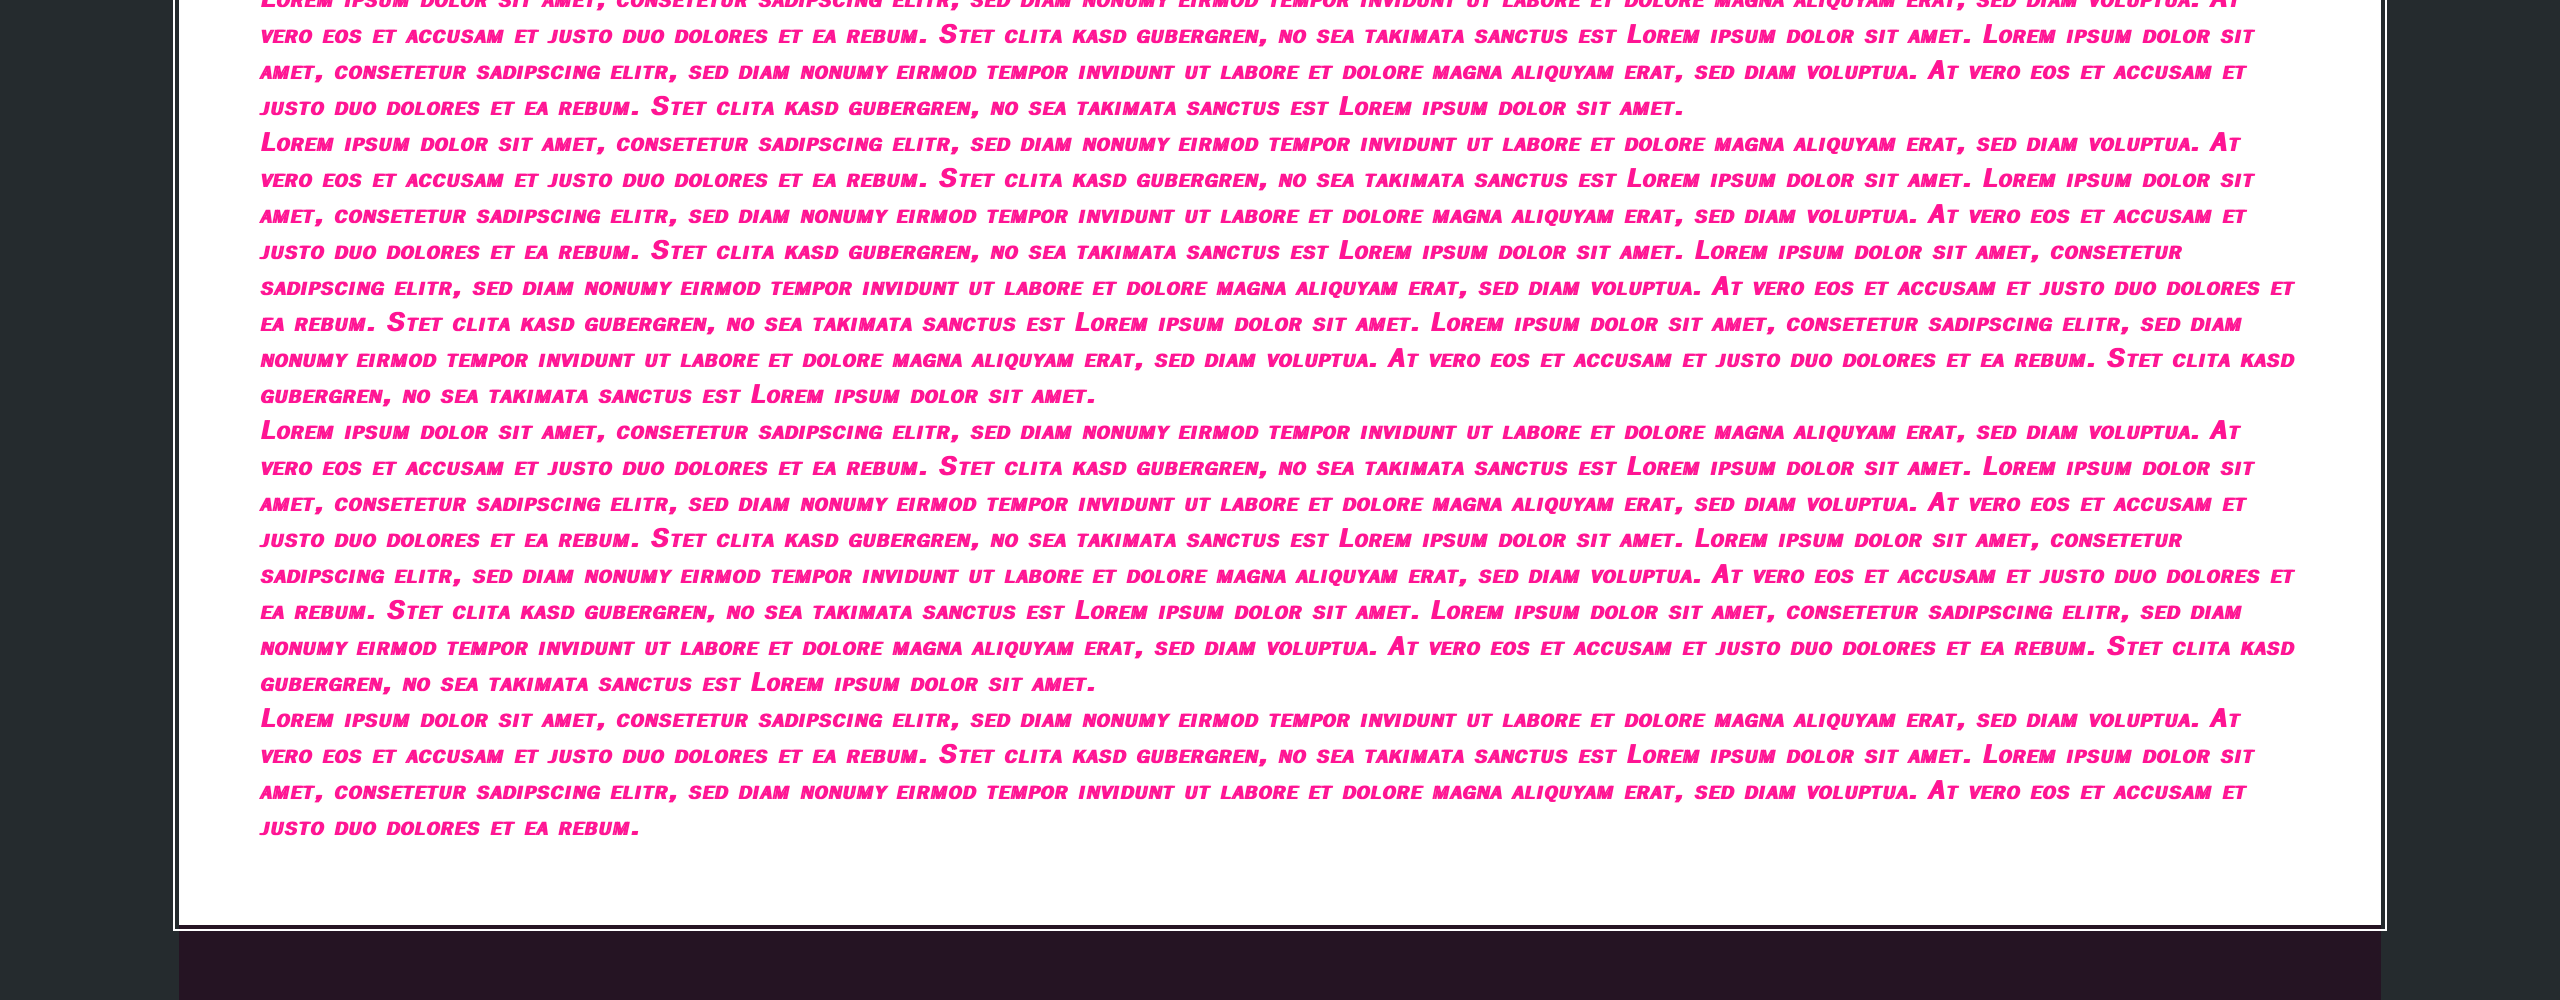 Lorem ipsum dolor sit amet, consetetur sadipscing elitr, sed diam nonumy eirmod tempor invidunt ut labore et dolore magna aliquyam erat, sed diam voluptua. At
vero eos et accusam et justo duo dolores et ea rebum. Stet clita kasd gubergren, no sea takimata sanctus est Lorem ipsum dolor sit amet. Lorem ipsum dolor sit
amet, consetetur sadipscing elitr, sed diam nonumy eirmod tempor invidunt ut labore et dolore magna aliquyam erat, sed diam voluptua. At vero eos et accusam et
justo duo dolores et ea rebum. Stet clita kasd gubergren, no sea takimata sanctus est Lorem ipsum dolor sit amet.
Lorem ipsum dolor sit amet, consetetur sadipscing elitr, sed diam nonumy eirmod tempor invidunt ut labore et dolore magna aliquyam erat, sed diam voluptua. At
vero eos et accusam et justo duo dolores et ea rebum. Stet clita kasd gubergren, no sea takimata sanctus est Lorem ipsum dolor sit amet. Lorem ipsum dolor sit
amet, consetetur sadipscing elitr, sed diam nonumy eirmod tempor invidunt ut labore et dolore magna aliquyam erat, sed diam voluptua. At vero eos et accusam et
justo duo dolores et ea rebum. Stet clita kasd gubergren, no sea takimata sanctus est Lorem ipsum dolor sit amet. Lorem ipsum dolor sit amet, consetetur
sadipscing elitr, sed diam nonumy eirmod tempor invidunt ut labore et dolore magna aliquyam erat, sed diam voluptua. At vero eos et accusam et justo duo dolores et
ea rebum. Stet clita kasd gubergren, no sea takimata sanctus est Lorem ipsum dolor sit amet. Lorem ipsum dolor sit amet, consetetur sadipscing elitr, sed diam
nonumy eirmod tempor invidunt ut labore et dolore magna aliquyam erat, sed diam voluptua. At vero eos et accusam et justo duo dolores et ea rebum. Stet clita kasd
gubergren, no sea takimata sanctus est Lorem ipsum dolor sit amet.
Lorem ipsum dolor sit amet, consetetur sadipscing elitr, sed diam nonumy eirmod tempor invidunt ut labore et dolore magna aliquyam erat, sed diam voluptua. At
vero eos et accusam et justo duo dolores et ea rebum. Stet clita kasd gubergren, no sea takimata sanctus est Lorem ipsum dolor sit amet. Lorem ipsum dolor sit
amet, consetetur sadipscing elitr, sed diam nonumy eirmod tempor invidunt ut labore et dolore magna aliquyam erat, sed diam voluptua. At vero eos et accusam et
justo duo dolores et ea rebum. Stet clita kasd gubergren, no sea takimata sanctus est Lorem ipsum dolor sit amet. Lorem ipsum dolor sit amet, consetetur
sadipscing elitr, sed diam nonumy eirmod tempor invidunt ut labore et dolore magna aliquyam erat, sed diam voluptua. At vero eos et accusam et justo duo dolores et
ea rebum. Stet clita kasd gubergren, no sea takimata sanctus est Lorem ipsum dolor sit amet. Lorem ipsum dolor sit amet, consetetur sadipscing elitr, sed diam
nonumy eirmod tempor invidunt ut labore et dolore magna aliquyam erat, sed diam voluptua. At vero eos et accusam et justo duo dolores et ea rebum. Stet clita kasd
gubergren, no sea takimata sanctus est Lorem ipsum dolor sit amet.
Lorem ipsum dolor sit amet, consetetur sadipscing elitr, sed diam nonumy eirmod tempor invidunt ut labore et dolore magna aliquyam erat, sed diam voluptua. At
vero eos et accusam et justo duo dolores et ea rebum. Stet clita kasd gubergren, no sea takimata sanctus est Lorem ipsum dolor sit amet. Lorem ipsum dolor sit
amet, consetetur sadipscing elitr, sed diam nonumy eirmod tempor invidunt ut labore et dolore magna aliquyam erat, sed diam voluptua. At vero eos et accusam et
justo duo dolores et ea rebum.